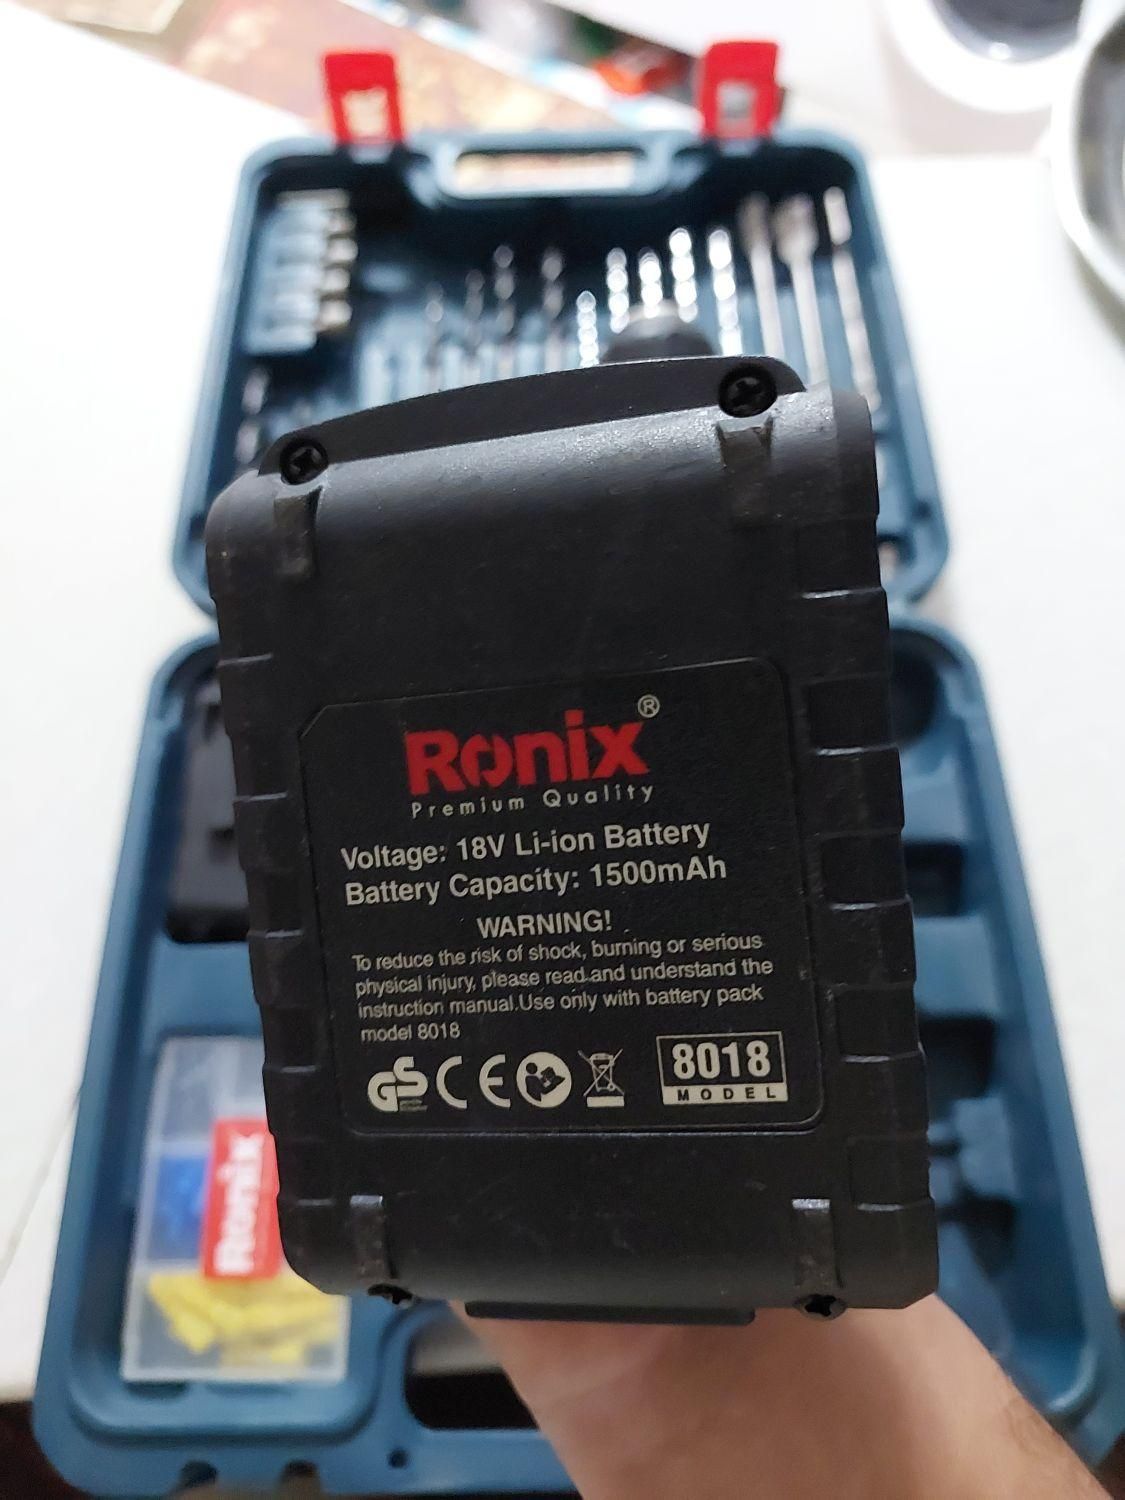 Ronix®
Premium Quality
Voltage: 18V Li-ion Battery
Battery Capacity: 1500mAh
WARNING!
To reduce the risk of shock, burning or serious
physical injury, please read and understand the
instruction manual.Use only with battery pack
model 8018
GS CE
8018
MODEL
Ronix